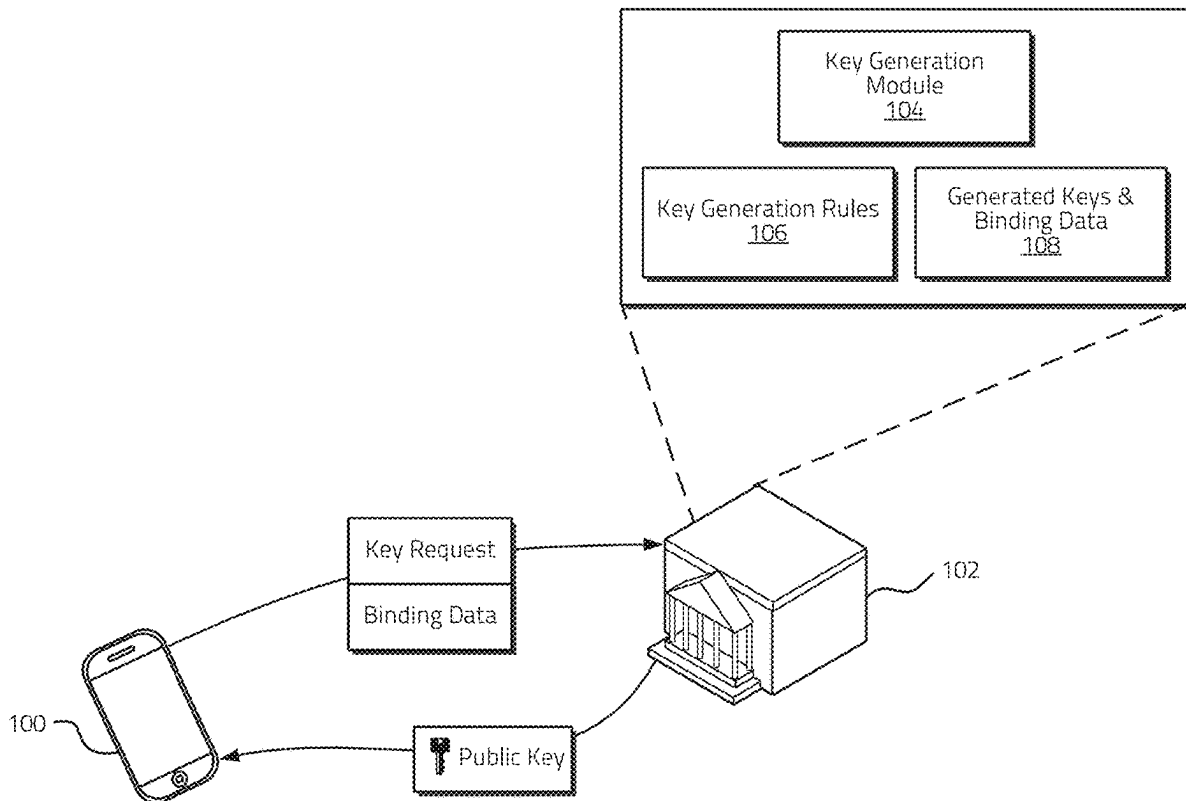 Key Generation
Module
104
Key Generation Rules
106
Generated Keys &
Binding Data
108
Key Request
Binding Data
102
100
Public Key